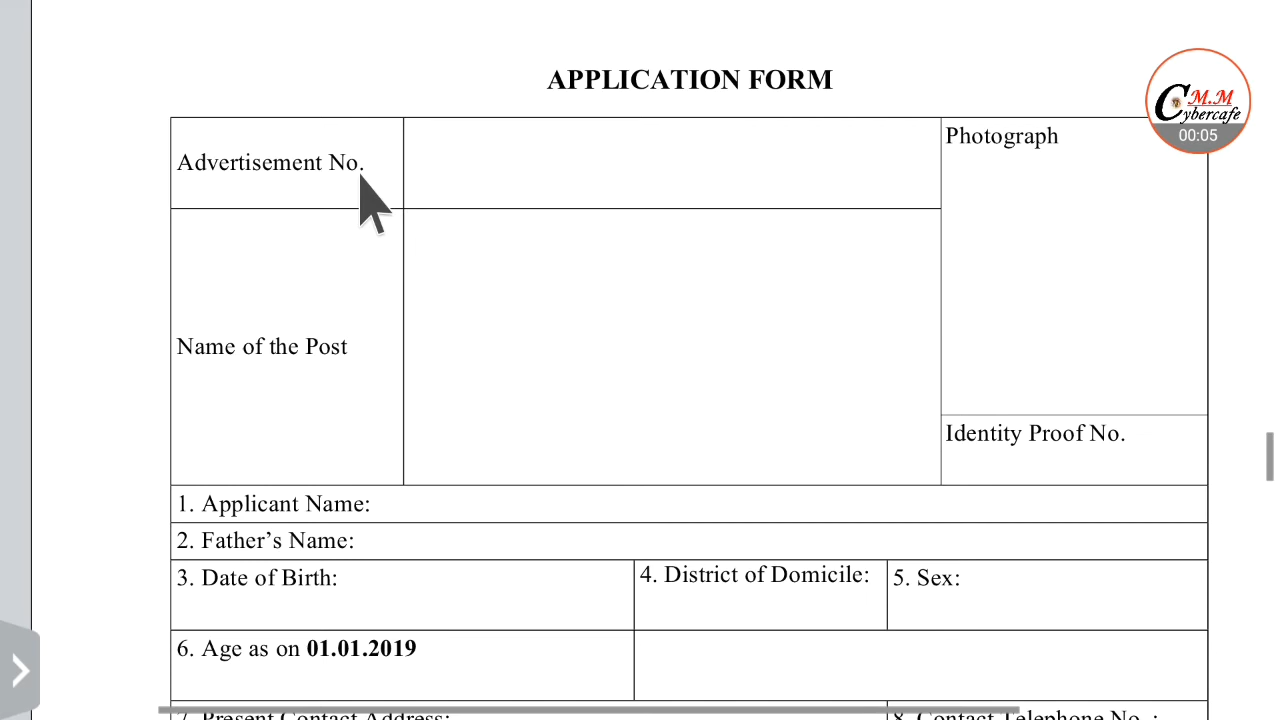 APPLICATION FORM
M.M
Cybercafe
00:05
Advertisement No.
Photograph
Name of the Post
Identity Proof No.
1. Applicant Name:
2. Father’s Name:
3. Date of Birth:
4. District of Domicile:
5. Sex:
6. Age as on 01.01.2019
7. Present Contact Address:
8. Contact Telephone No. :